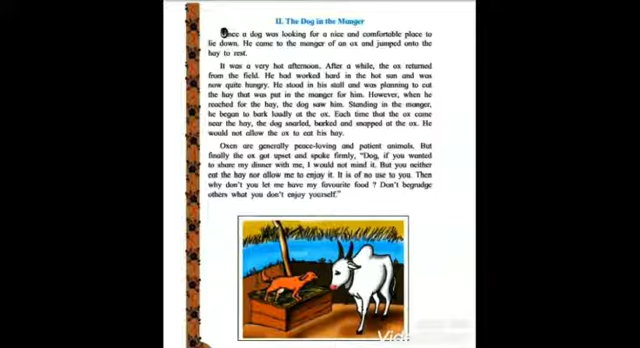 II. The Dog in the Manger
Once a dog was looking for a nice and comfortable place to
lie down. He came to the manger of an ox and jumped onto the
hay to rest.
It was a very hot afternoon. After a while, the ox returned
from the field. He had worked hard in the hot sun and was
now quite hungry. He stood in his stall and was planning to eat
the hay that was put in the manger for him. However, when he
reached for the hay, the dog saw him. Standing in the manger,
he began to bark loudly at the ox. Each time that the ox came
near the hay, the dog snarled, barked and snapped at the ox. He
would not allow the ox to eat his hay.
Oxen are generally peace-loving and patient animals. But
finally the ox got upset and spoke firmly, “Dog, if you wanted
to share my dinner with me, I would not mind it. But you neither
eat the hay nor allow me to enjoy it. It is of no use to you. Then
why don't you let me have my favourite food ? Don't begrudge
others what you don't enjoy yourself.”